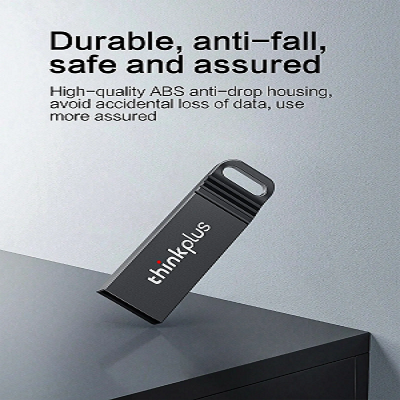 Durable, anti-fall,
safe and assured
High-quality ABS anti-drop housing,
avoid accidental loss of data, use
more assured
thinkplus